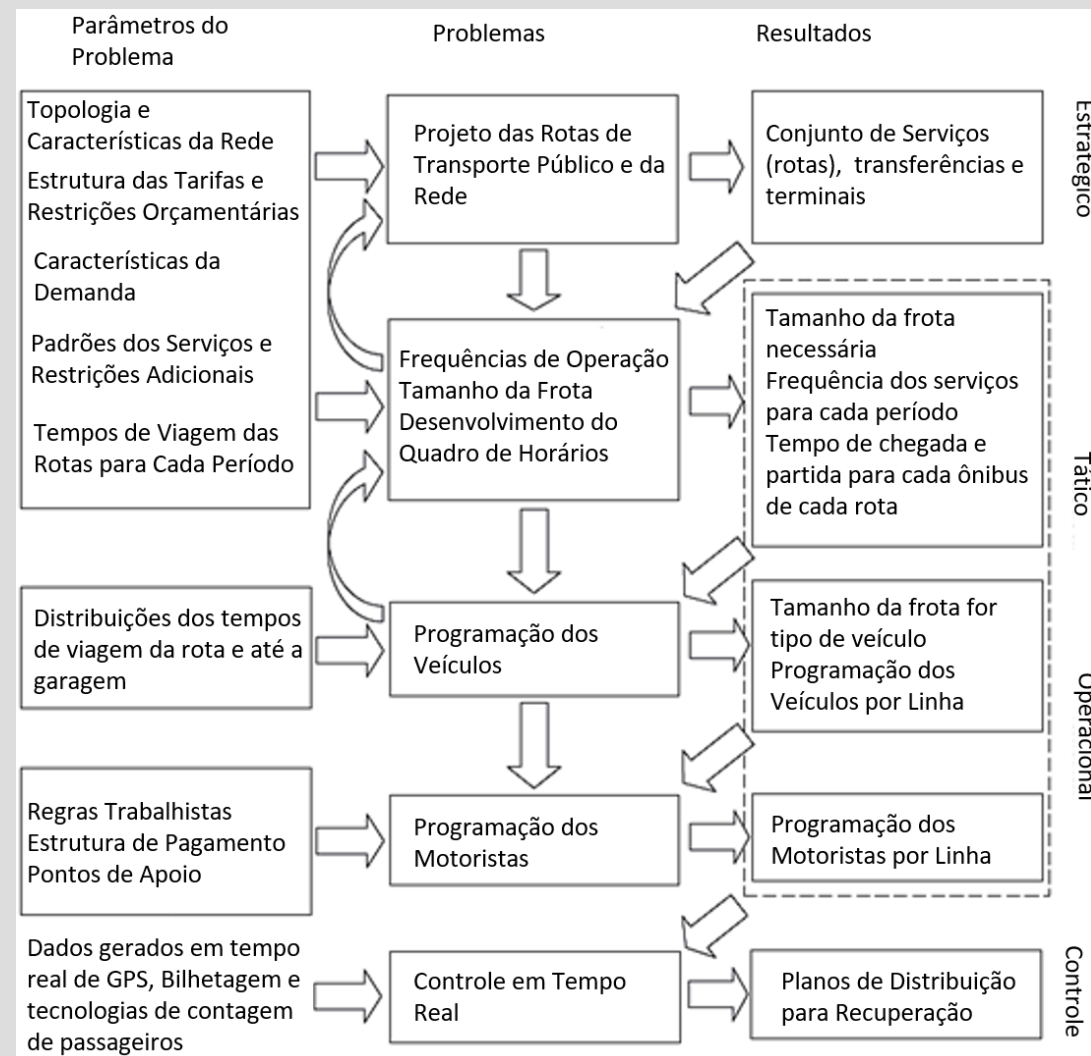 Parâmetros do
Problema
Problemas
Resultados
Topologia e
Característicias da Rede
Estrutura das Tarifas e
Restrições Orçamentárias
Características da
Demanda
Padrões dos Serviços e
Restrições Adicionais
Tempos de Viagem das
Rotas para Cada Período
Projeto das Rotas de
Transporte Público e da
Rede
Conjunto de Serviços
(rotas), transferências e
terminais
Estratégico
Frequências de Operação
Tamanho da Frota
Desenvolvimento do
Quadro de Horários
Tamanho da frota
necessária
Frequência dos serviços
para cada período
Tempo de chegada e
partida para cada ônibus
de cada rota
Tático
Distribuições dos tempos
de viagem da rota e até a
garagem
Programação dos
Veículos
Tamanho da frota for
tipo de veículo
Programação dos
Veículos por Linha
Operacional
Regras Trabalhistas
Estrutura de Pagamento
Pontos de Apoio
Programação dos
Motoristas
Programação dos
Motoristas por Linha
Dados gerados em tempo
real de GPS, Bilhetagem e
tecnologias de contagem
de passageiros
Controle em Tempo
Real
Planos de Distribuição
para Recuperação
Controle